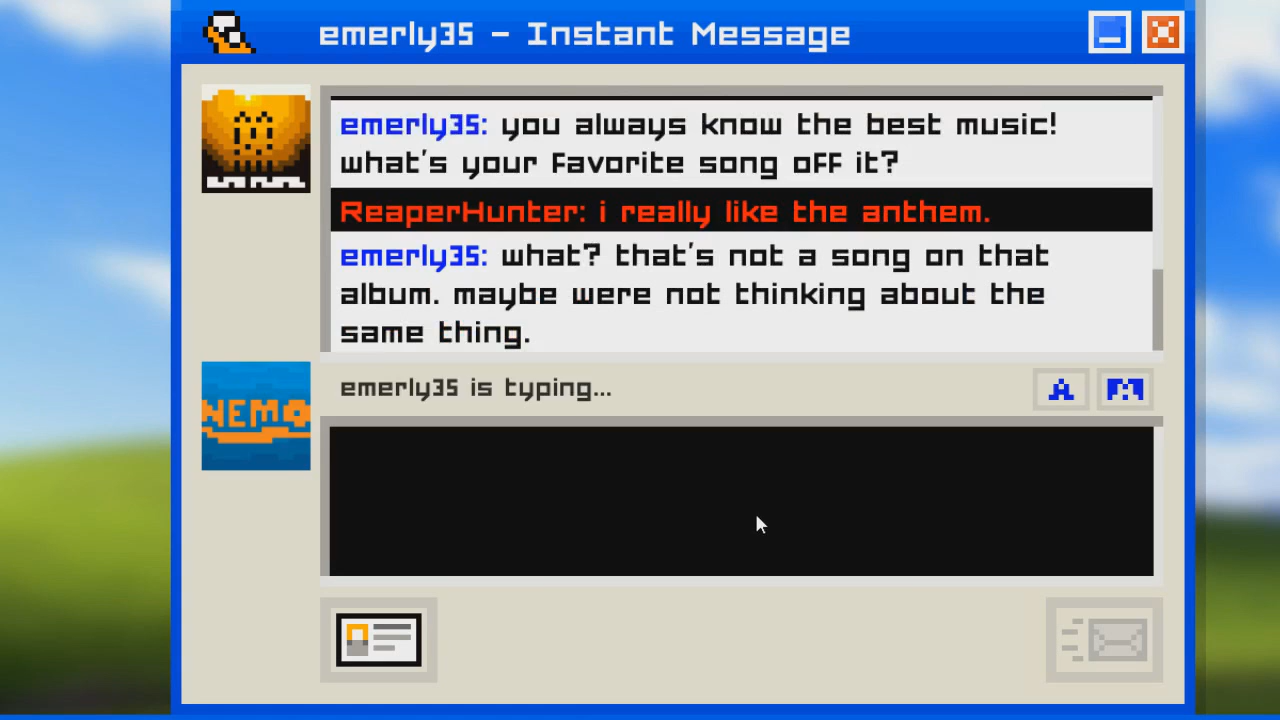 emerly35 - Instant Message
emerly35: you always know the best music!
what's your favorite song off it?
ReaperHunter: i really like the anthem.
emerly35: what? that's not a song on that
album. maybe were not thinking about the
same thing.
NEMO
emerly35 is typing...
A